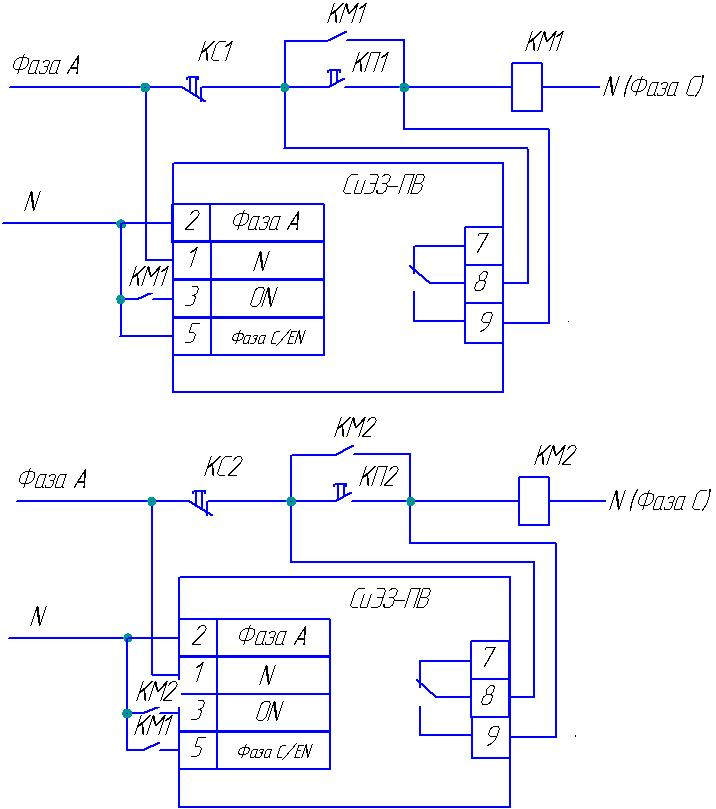 КМ1
КС1
КМ1
Фаза А
КП1
N (Фаза С)
СиЭЗ-ПВ
N
2 Фаза А
7
1 N
КМ1
8
3 ON
9
5 Фаза С/EN
КМ2
КС2
КМ2
Фаза А
КП2
N (Фаза С)
СиЭЗ-ПВ
N
2 Фаза А
7
1 N
КМ2
8
3 ON
КМ1
9
5 Фаза С/EN